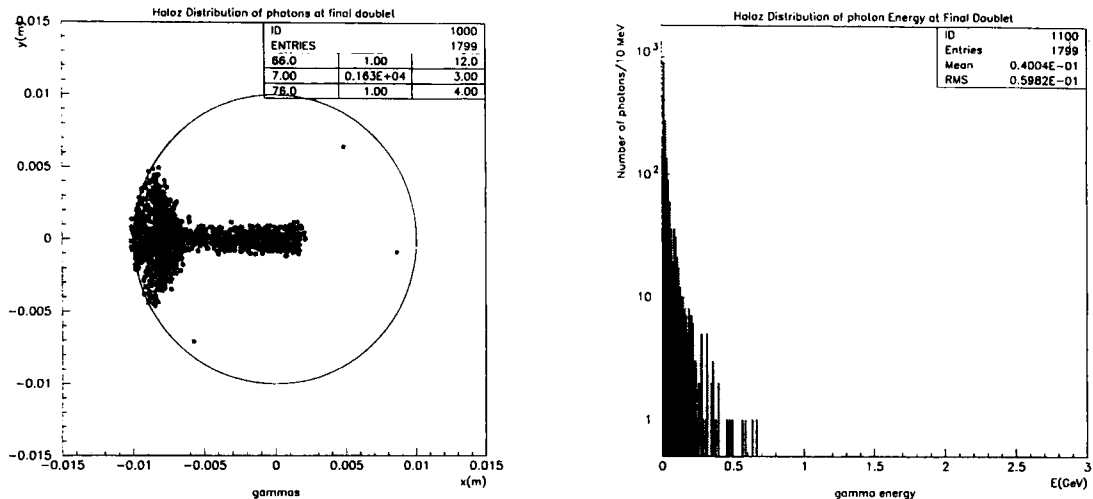 Haloz Distribution of photons at final doublet
y(m)
ID 1000
ENTRIES 1799
66.0 1.00 12.0
7.00 0.163E+04 3.00
76.0 1.00 4.00
0.015
0.01
0.005
0
-0.005
-0.01
-0.015
-0.015 -0.01 -0.005 0 0.005 0.01 0.015
x(m)
gammas
Haloz Distribution of photon Energy at Final Doublet
ID 1100
Entries 1799
Mean 0.4004E-01
RMS 0.5982E-01
Number of photons/10 MeV
10^3
10^2
10
1
0 0.5 1 1.5 2 2.5 3
E(GeV)
gamma energy